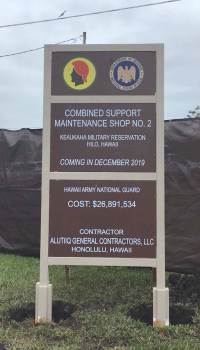 COMBINED SUPPORT
MAINTENANCE SHOP NO. 2
KEAUKAHA MILITARY RESERVATION
HILO, HAWAII
COMING IN DECEMBER 2019
HAWAII ARMY NATIONAL GUARD
COST: $26,891,534
CONTRACTOR
ALUTIIQ GENERAL CONTRACTORS, LLC
HONOLULU, HAWAII